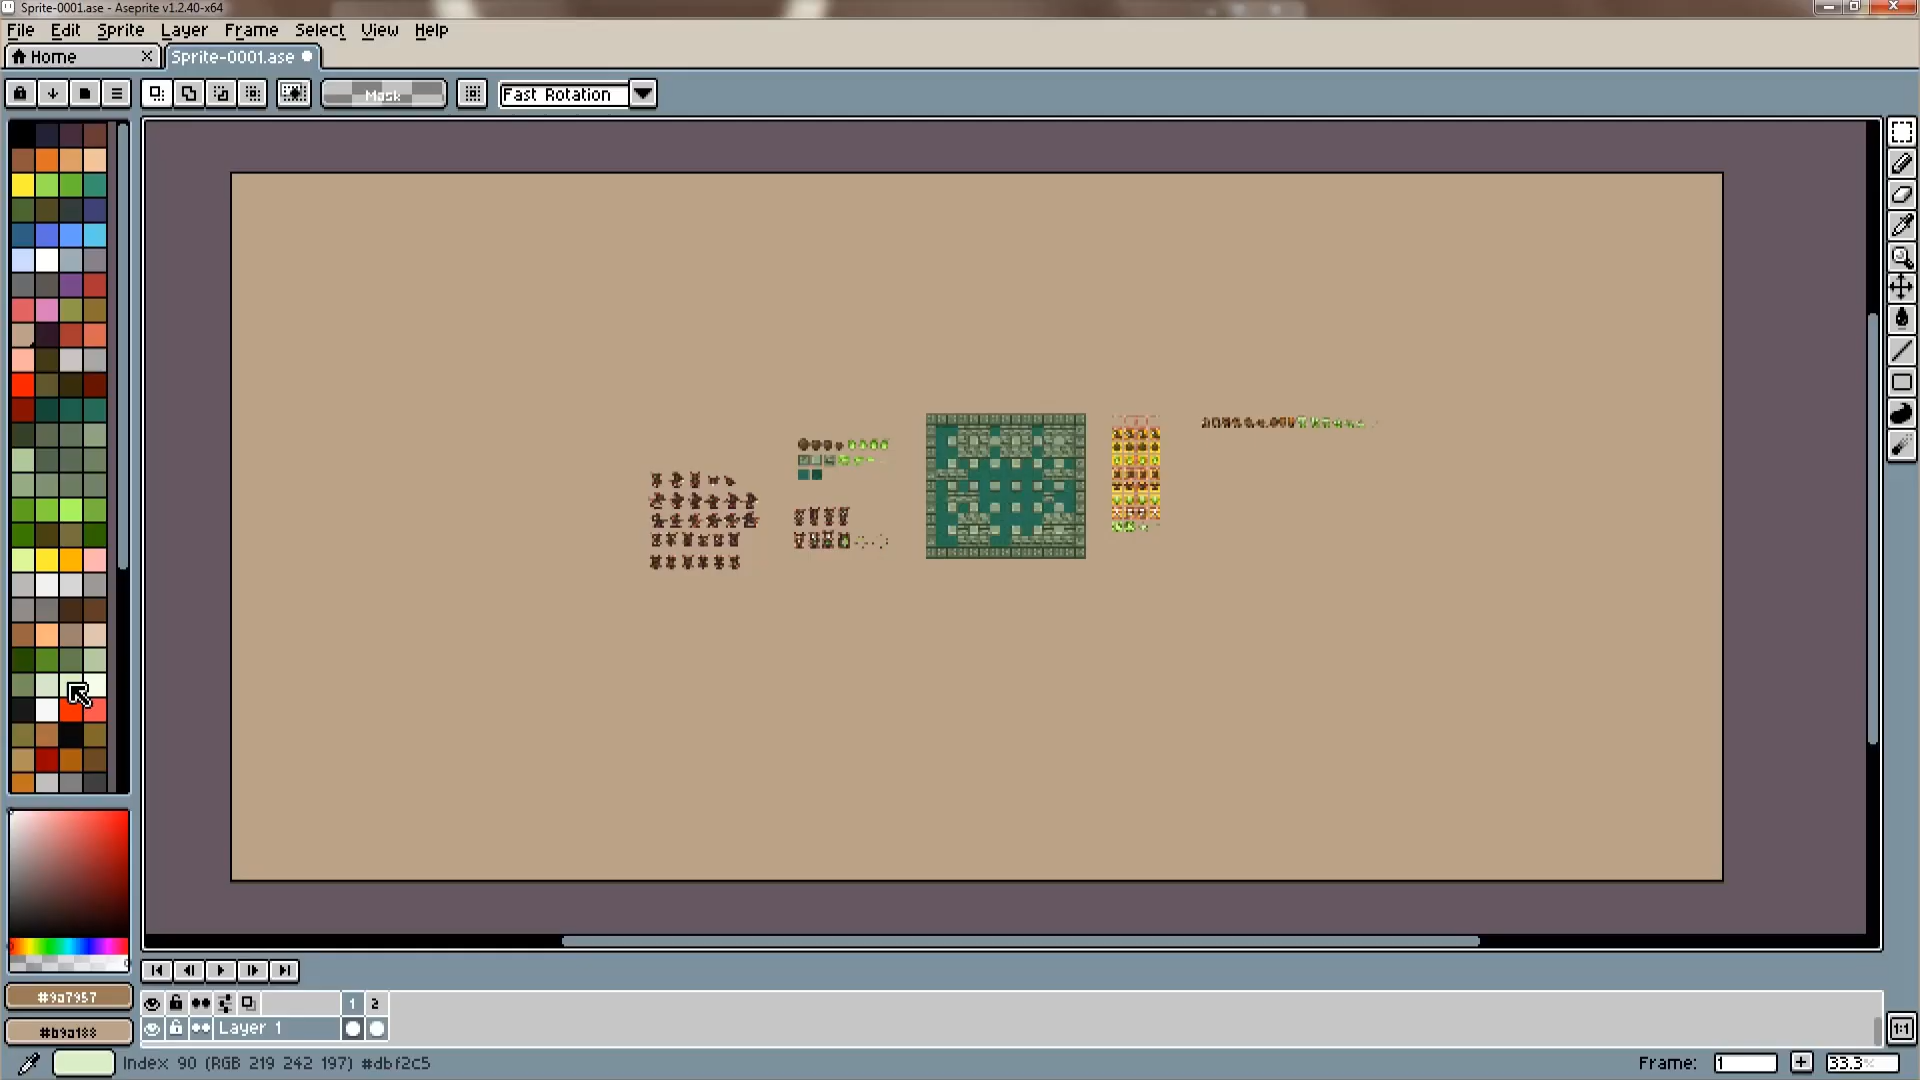 Sprite-0001.ase - Aseprite v1.2.40-x64
File Edit Sprite Layer Frame Select View Help
Home Sprite-0001.ase
Mask Fast Rotation
#9a7957
1 2
#b9a188 Layer 1
1:1
Index 90 (RGB 219 242 197) #dbf2c5 Frame: 1 + 33.3%